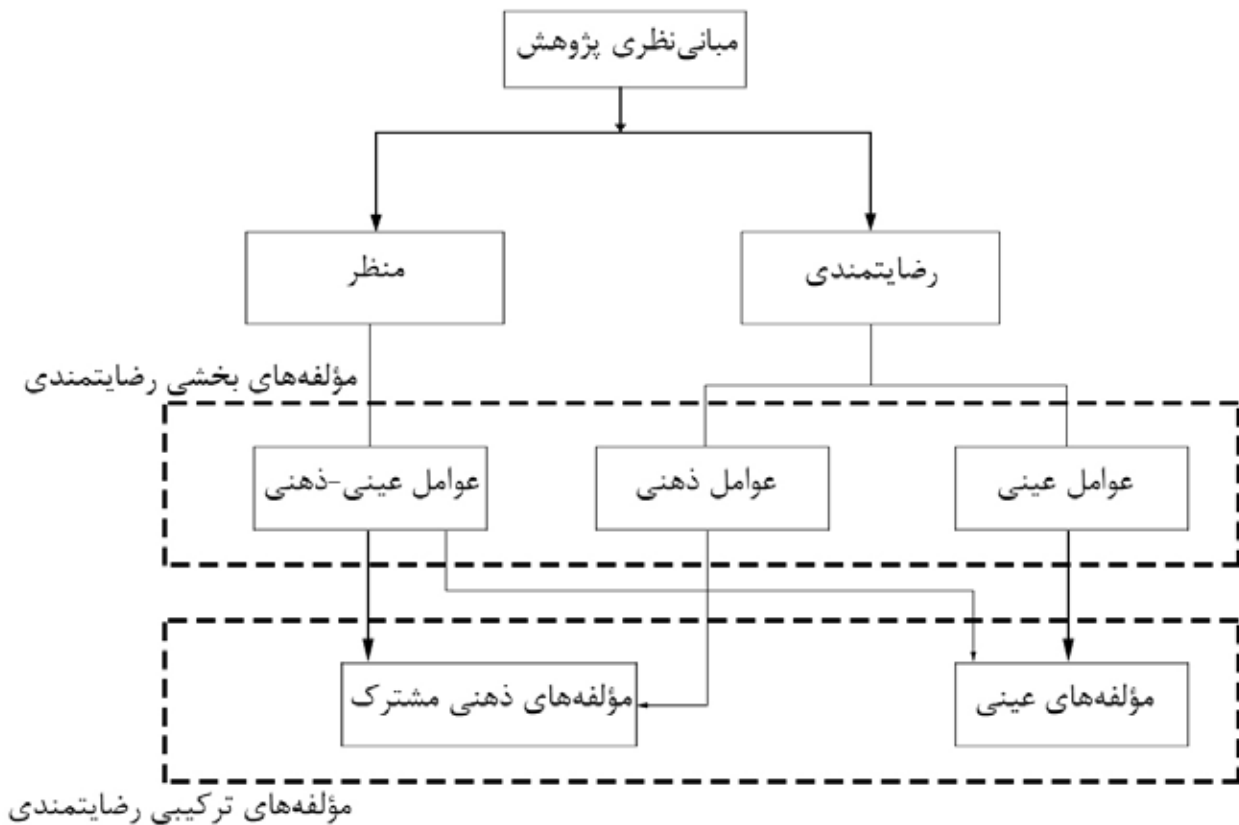 مبانی‌نظری پژوهش
رضایتمندی
منظر
مؤلفه‌های بخشی رضایتمندی
عوامل عینی
عوامل ذهنی
عوامل عینی-ذهنی
مؤلفه‌های عینی
مؤلفه‌های ذهنی مشترک
مؤلفه‌های ترکیبی رضایتمندی